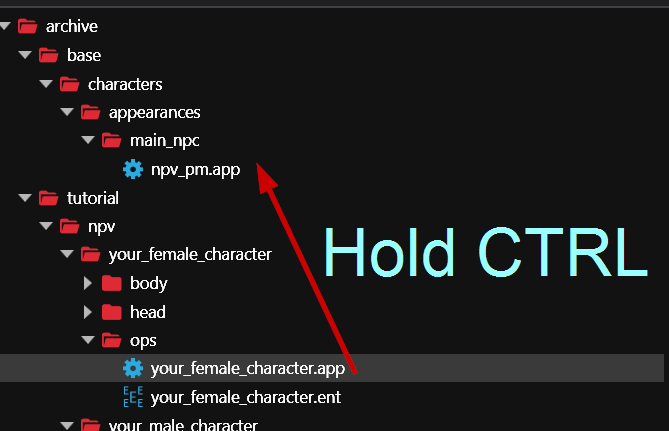 archive
base
characters
appearances
main_npc
npv_pm.app
tutorial
npv
your_female_character
Hold CTRL
body
head
ops
your_female_character.app
your_female_character.ent
your_male_character